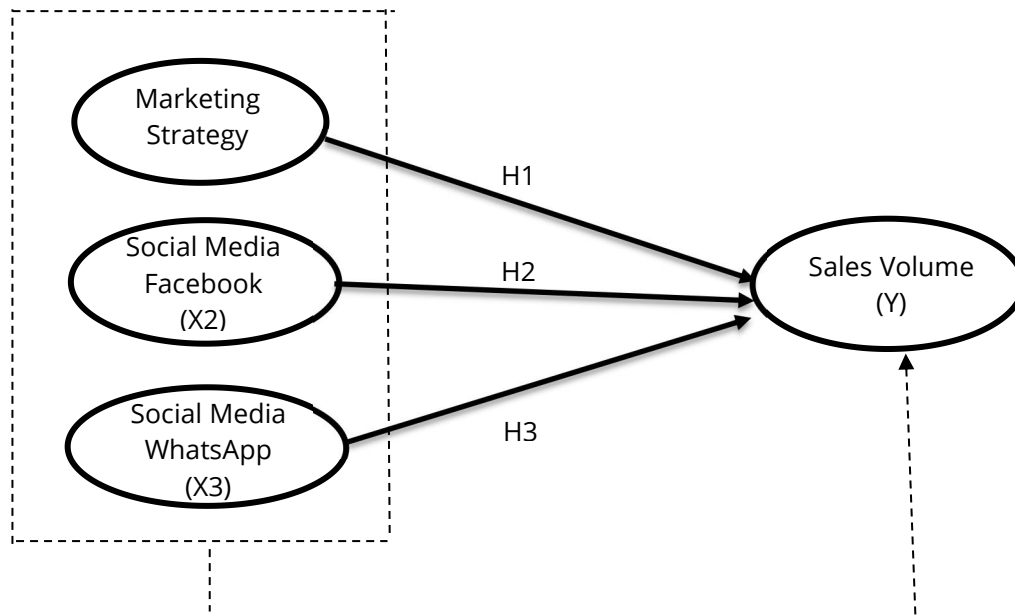 Marketing
Strategy
H1
Social Media
Facebook
(X2)
H2
Sales Volume
(Y)
Social Media
WhatsApp
(X3)
H3